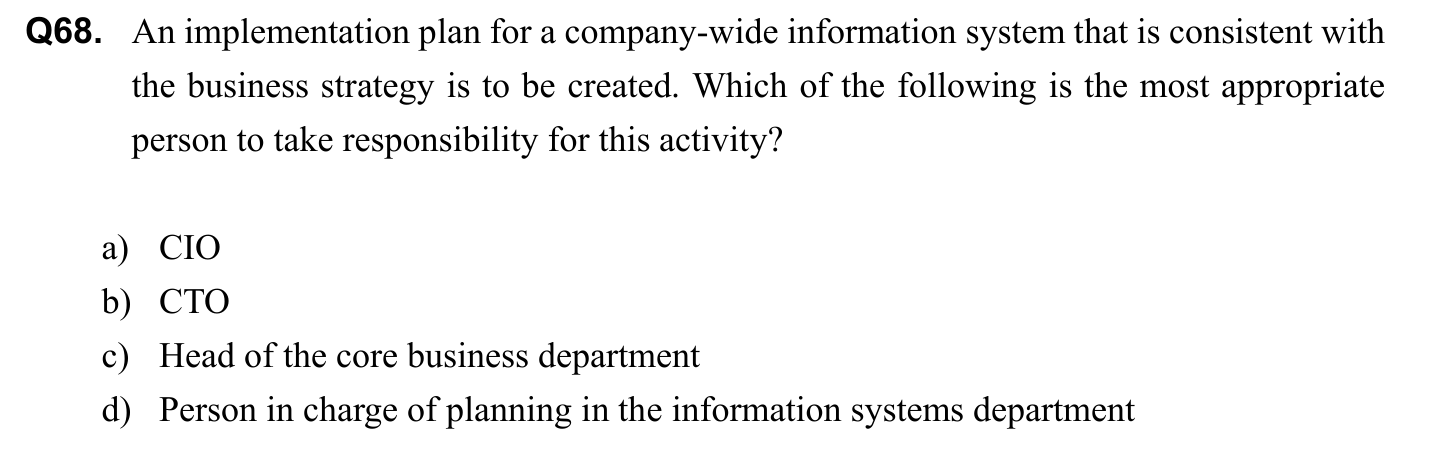 Q68. An implementation plan for a company-wide information system that is consistent with
the business strategy is to be created. Which of the following is the most appropriate
person to take responsibility for this activity?
a) CIO
b) CTO
c) Head of the core business department
d) Person in charge of planning in the information systems department